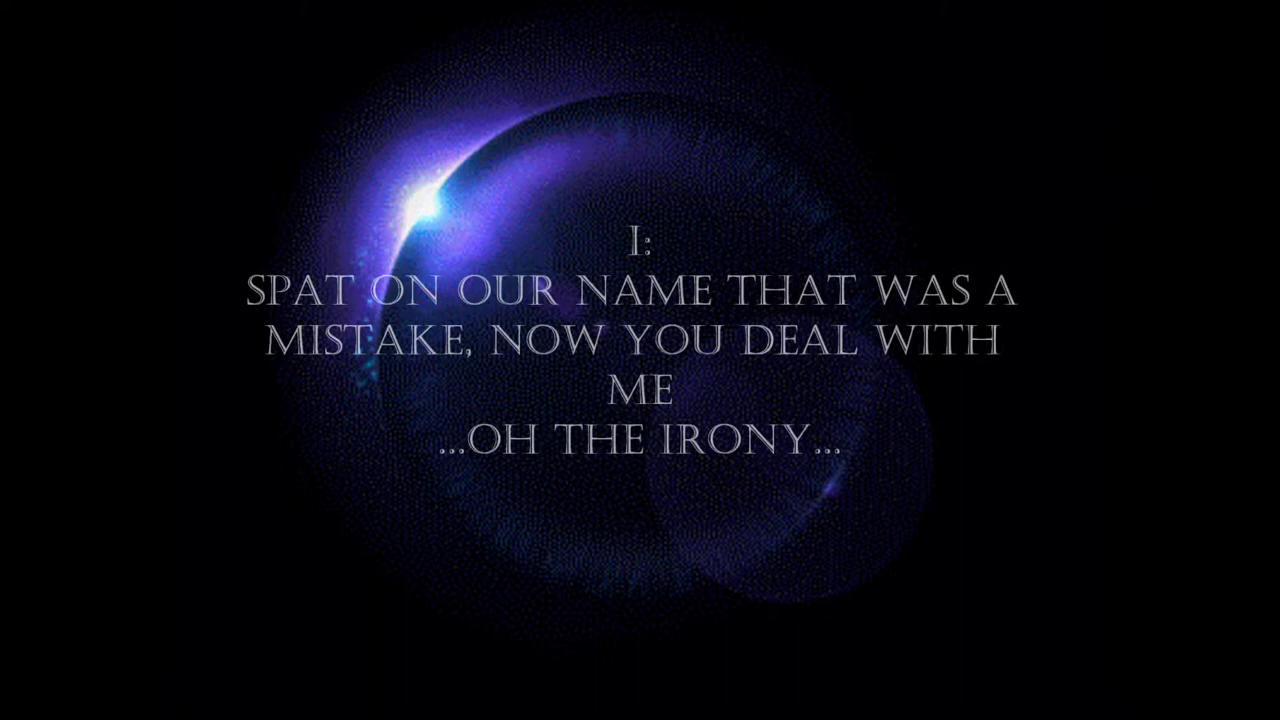 I:
SPAT ON OUR NAME THAT WAS A
MISTAKE, NOW YOU DEAL WITH
ME
...OH THE IRONY...